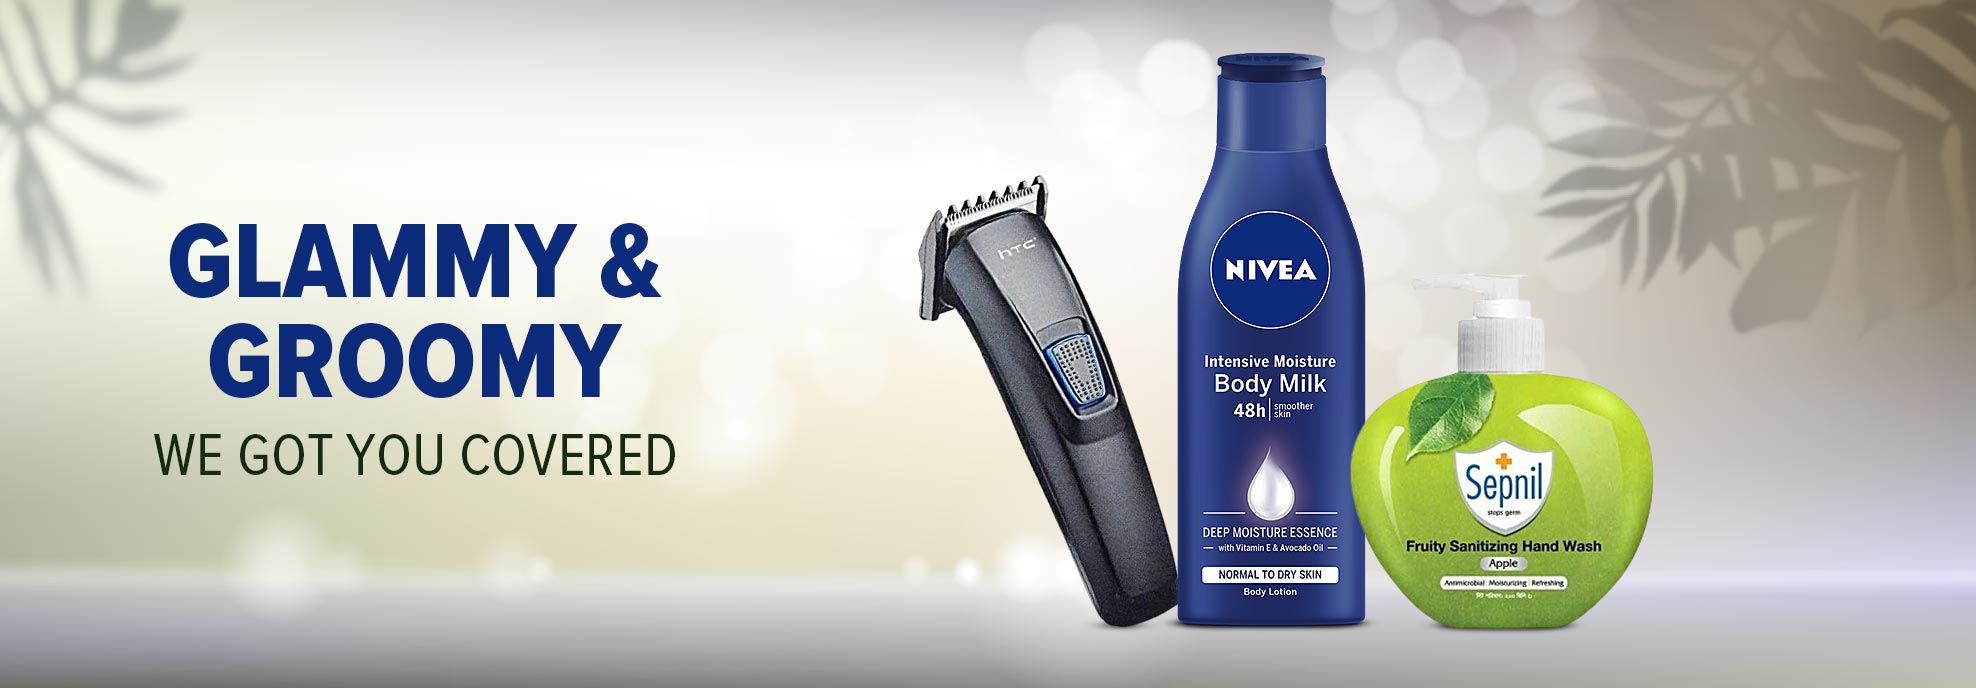 GLAMMY &
GROOMY
WE GOT YOU COVERED
hTC
NIVEA
NIVEA
Intensive Moisture
Body Milk
48h
smoother
skin
DEEP MOISTURE ESSENCE
with Vitamin E & Avocado Oil
NORMAL TO DRY SKIN
Body Lotion
Sepnil
stops germ
Fruity Sanitizing Hand Wash
Apple
Antimicrobial | Moisturizing | Refreshing